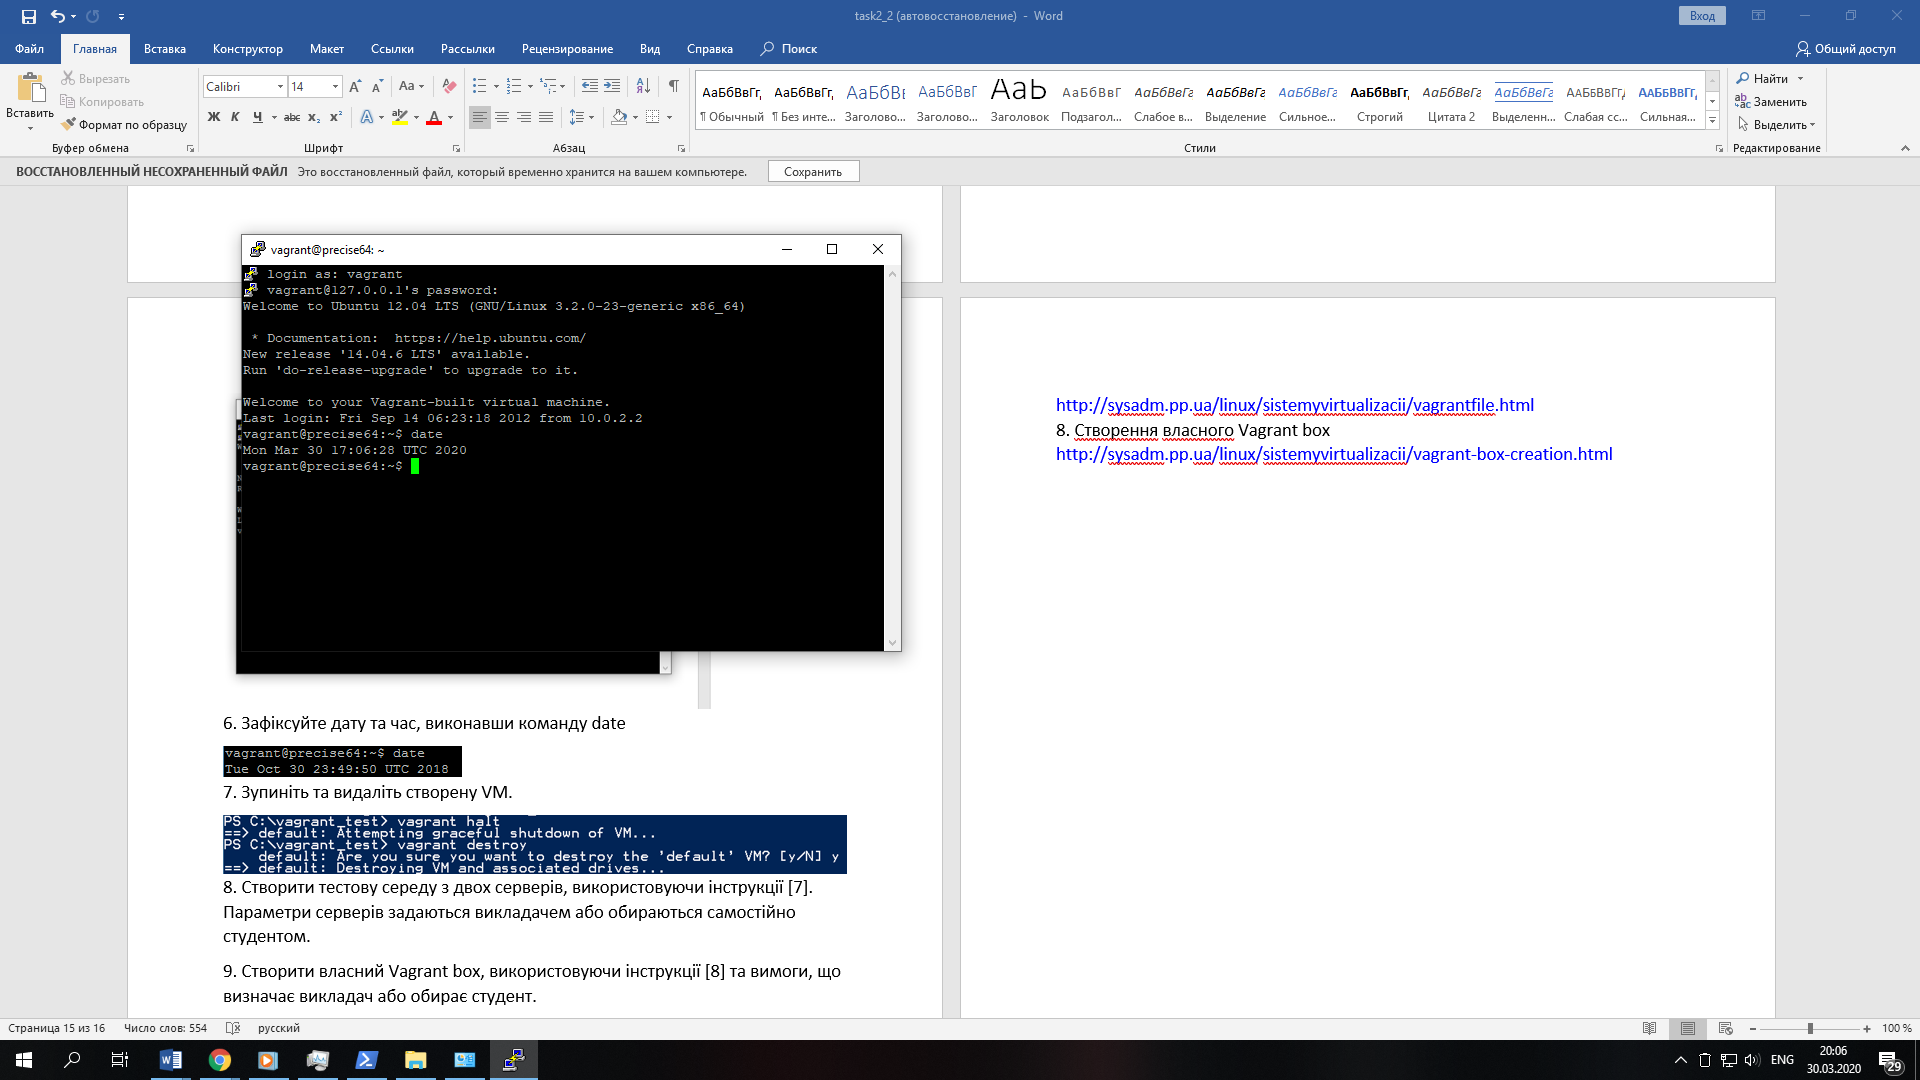 task2_2 (автовосстановление) - Word
Вход
Файл Главная Вставка Конструктор Макет Ссылки Рассылки Рецензирование Вид Справка Поиск Общий доступ
Вставить
Вырезать
Копировать
Формат по образцу
Буфер обмена
Calibri 14
Шрифт
Абзац
АаБбВвГг, АаБбВвГг, АаБбВв АаБбВвГ АаБ АаБбВвГ АаБбВвГг АаБбВвГг АаБбВвГг АаБбВвГг, АаБбВвГг АаБбВвГг АаБбВвГг, АаБбВвГг,
¶ Обычный ¶ Без инте... Заголово... Заголово... Заголовок Подзагол... Слабое в... Выделение Сильное... Строгий Цитата 2 Выделенн... Слабая сс... Сильная...
Стили
Найти
Заменить
Выделить
Редактирование
ВОССТАНОВЛЕННЫЙ НЕСОХРАНЕННЫЙ ФАЙЛ Это восстановленный файл, который временно хранится на вашем компьютере. Сохранить
vagrant@precise64: ~
login as: vagrant
vagrant@127.0.0.1's password:
Welcome to Ubuntu 12.04 LTS (GNU/Linux 3.2.0-23-generic x86_64)
* Documentation: https://help.ubuntu.com/
New release '14.04.6 LTS' available.
Run 'do-release-upgrade' to upgrade to it.
Welcome to your Vagrant-built virtual machine.
Last login: Fri Sep 14 06:23:18 2012 from 10.0.2.2
vagrant@precise64:~$ date
Mon Mar 30 17:06:28 UTC 2020
vagrant@precise64:~$
6. Зафіксуйте дату та час, виконавши команду date
vagrant@precise64:~$ date
Tue Oct 30 23:49:50 UTC 2018
7. Зупиніть та видаліть створену VM.
PS C:\vagrant_test> vagrant halt
==> default: Attempting graceful shutdown of VM...
PS C:\vagrant_test> vagrant destroy
default: Are you sure you want to destroy the 'default' VM? [y/N] y
==> default: Destroying VM and associated drives...
8. Створити тестову середу з двох серверів, використовуючи інструкції [7].
Параметри серверів задаються викладачем або обираються самостійно
студентом.
9. Створити власний Vagrant box, використовуючи інструкції [8] та вимоги, що
визначає викладач або обирає студент.
http://sysadm.pp.ua/linux/sistemyvirtualizacii/vagrantfile.html
8. Створення власного Vagrant box
http://sysadm.pp.ua/linux/sistemyvirtualizacii/vagrant-box-creation.html
Страница 15 из 16 Число слов: 554 русский 100 %
ENG
20:06
30.03.2020
29